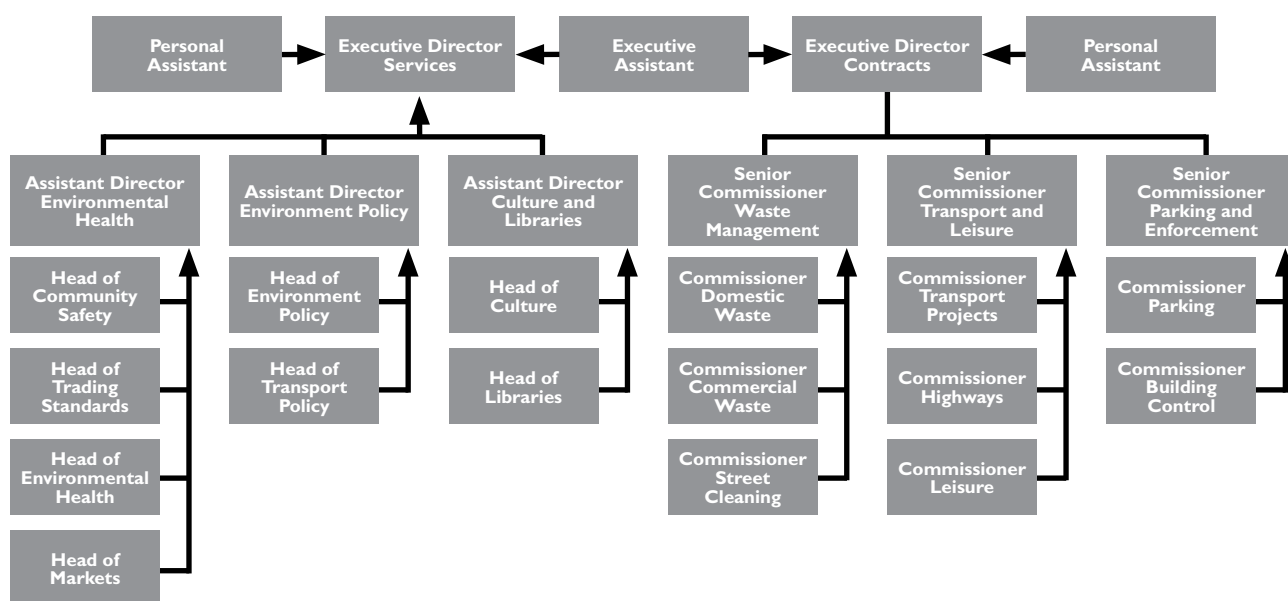 Personal
Assistant
Executive Director
Services
Executive
Assistant
Executive Director
Contracts
Personal
Assistant
Assistant Director
Environmental
Health
Assistant Director
Environment Policy
Assistant Director
Culture and
Libraries
Senior
Commissioner
Waste
Management
Senior
Commissioner
Transport and
Leisure
Senior
Commissioner
Parking and
Enforcement
Head of
Community
Safety
Head of
Environment
Policy
Head of
Culture
Commissioner
Domestic
Waste
Commissioner
Transport
Projects
Commissioner
Parking
Head of
Trading
Standards
Head of
Transport
Policy
Head of
Libraries
Commissioner
Commercial
Waste
Commissioner
Highways
Commissioner
Building
Control
Head of
Environmental
Health
Commissioner
Street
Cleaning
Commissioner
Leisure
Head of
Markets